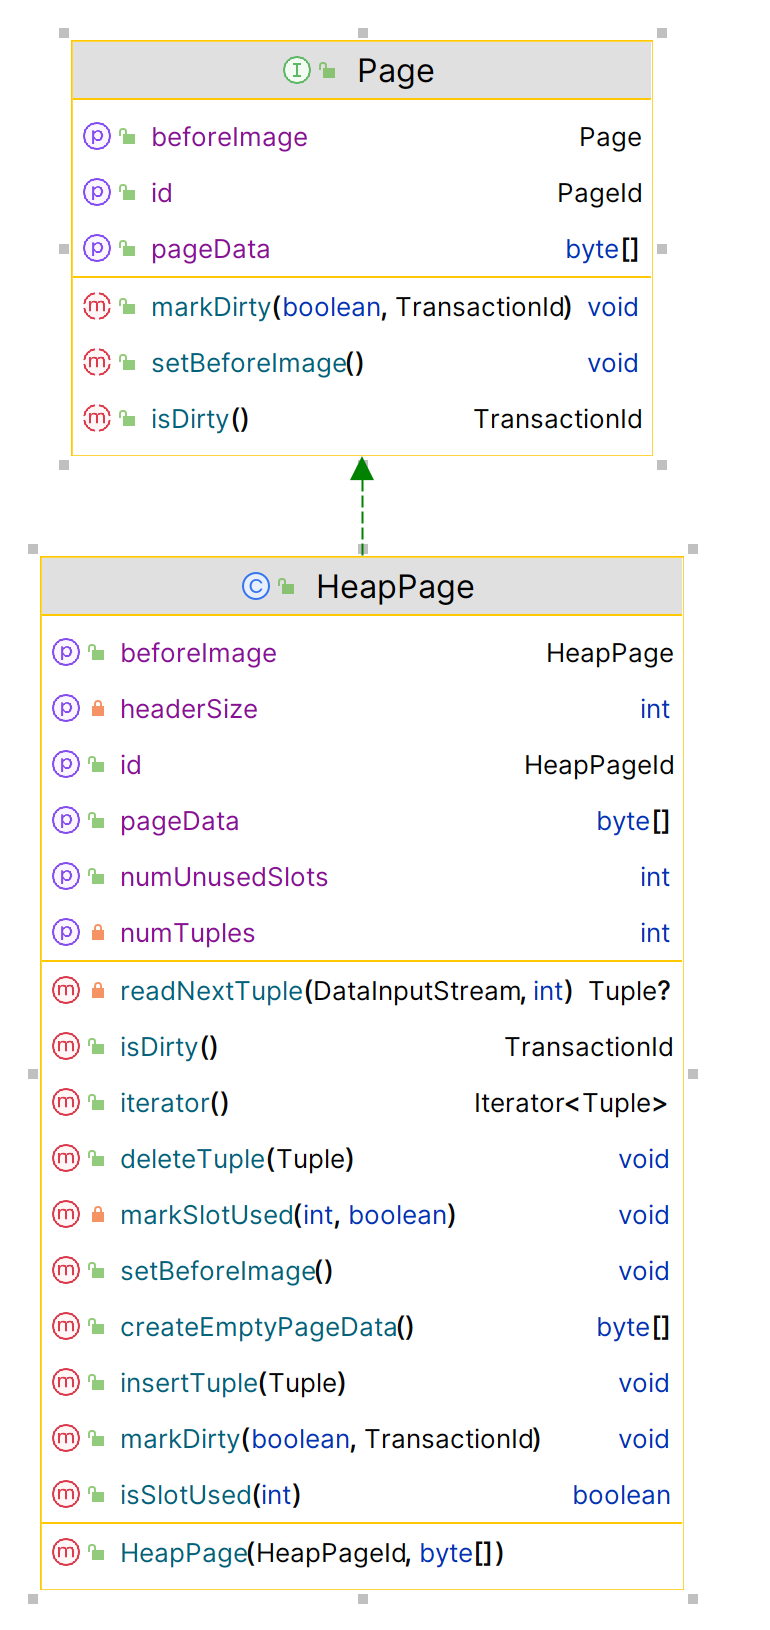 I Page
p beforeImage Page
p id PageId
p pageData byte[]
m markDirty(boolean, TransactionId) void
m setBeforeImage() void
m isDirty() TransactionId
C HeapPage
p beforeImage HeapPage
p headerSize int
p id HeapPageId
p pageData byte[]
p numUnusedSlots int
p numTuples int
m readNextTuple(DataInputStream, int) Tuple?
m isDirty() TransactionId
m iterator() Iterator<Tuple>
m deleteTuple(Tuple) void
m markSlotUsed(int, boolean) void
m setBeforeImage() void
m createEmptyPageData() byte[]
m insertTuple(Tuple) void
m markDirty(boolean, TransactionId) void
m isSlotUsed(int) boolean
m HeapPage(HeapPageId, byte[])